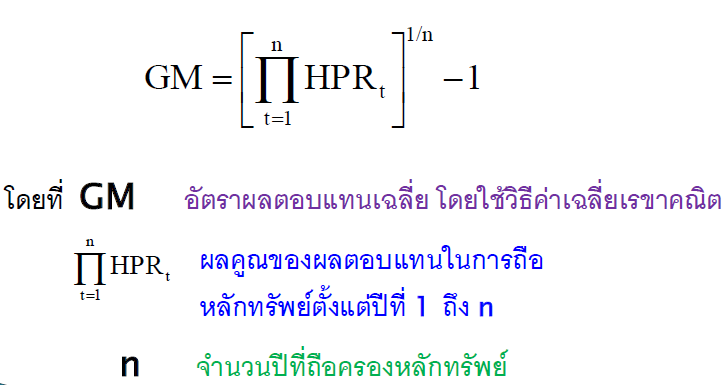 GM = [ ∏ₜ₌₁ⁿ HPRₜ ]^1/n − 1
โดยที่ GM อัตราผลตอบแทนเฉลี่ย โดยใช้วิธีค่าเฉลี่ยเรขาคณิต
∏ₜ₌₁ⁿ HPRₜ ผลคูณของผลตอบแทนในการถือ
หลักทรัพย์ตั้งแต่ปีที่ 1 ถึง n
n จำนวนปีที่ถือครองหลักทรัพย์